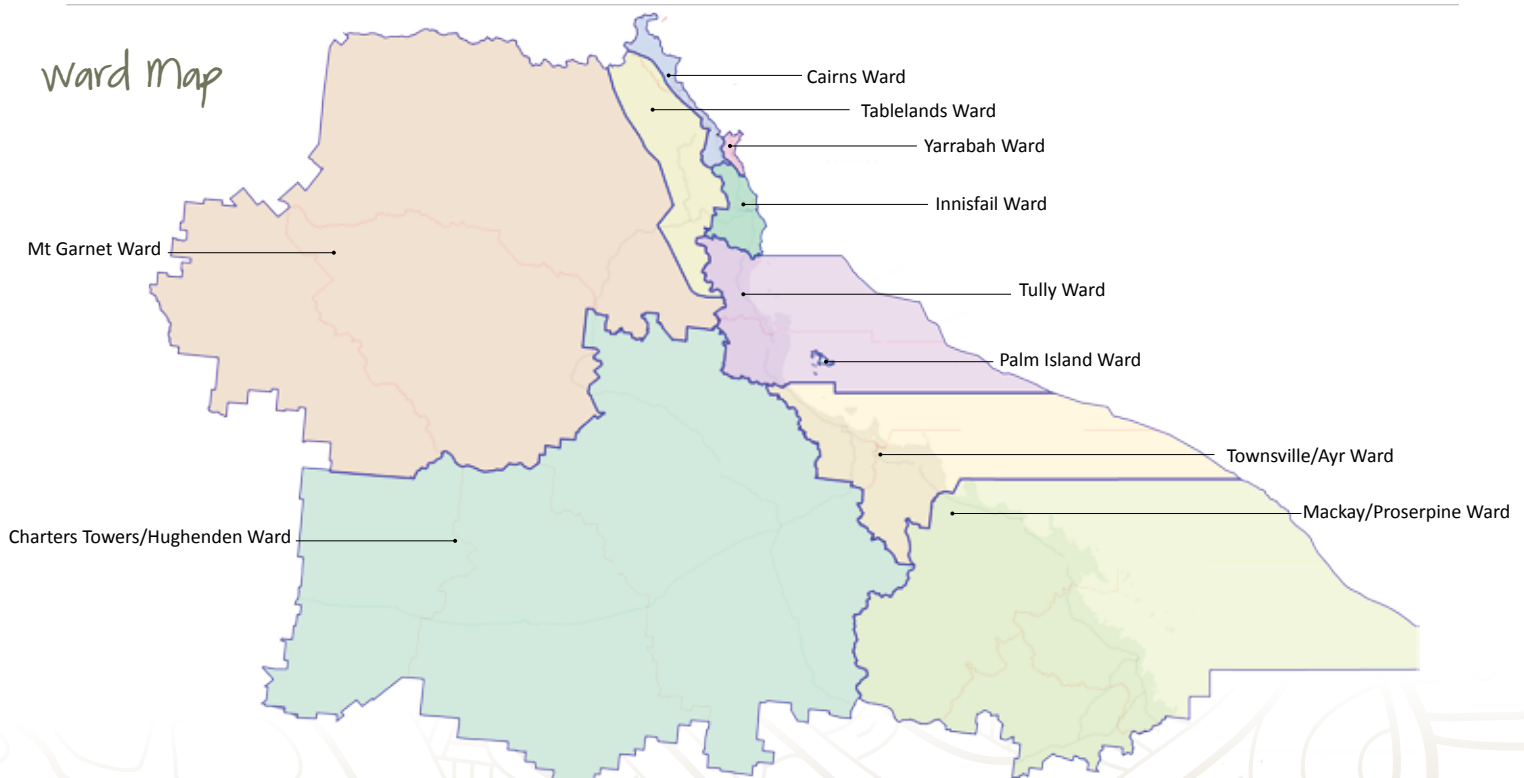 Ward Map
Cairns Ward
Tablelands Ward
Yarrabah Ward
Innisfail Ward
Mt Garnet Ward
Tully Ward
Palm Island Ward
Townsville/Ayr Ward
Mackay/Proserpine Ward
Charters Towers/Hughenden Ward